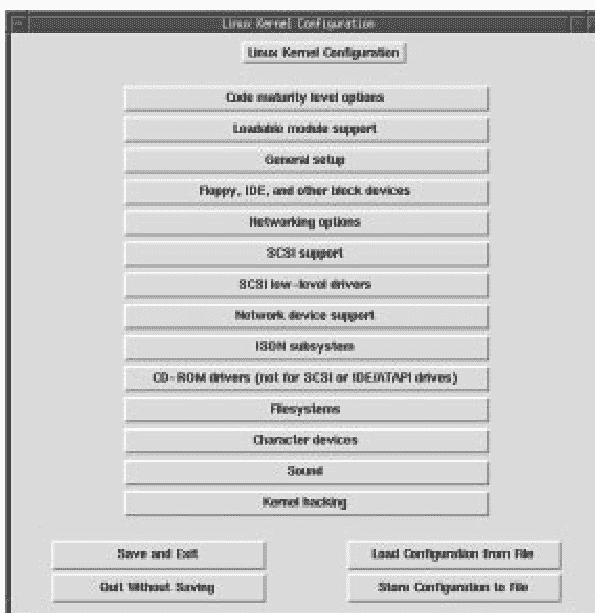 Linux Kernel Configuration
Linux Kernel Configuration
Code maturity level options
Loadable module support
General setup
Floppy, IDE, and other block devices
Networking options
SCSI support
SCSI low-level drivers
Network device support
ISDN subsystem
CD-ROM drivers (not for SCSI or IDE/ATAPI drives)
Filesystems
Character devices
Sound
Kernel hacking
Save and Exit
Load Configuration from File
Quit Without Saving
Store Configuration to File